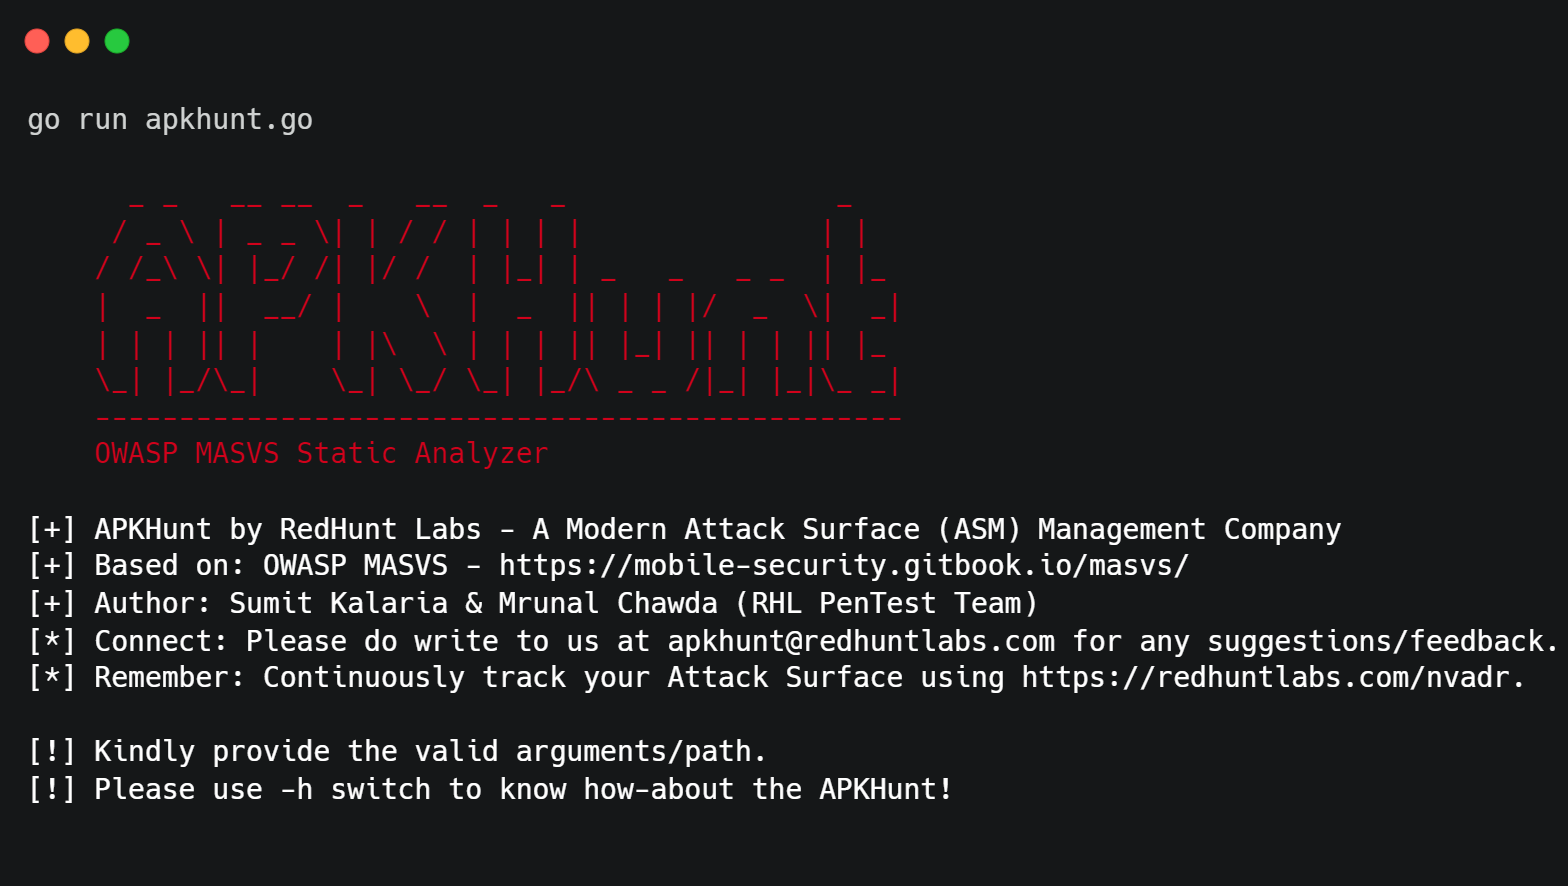 go run apkhunt.go
      _ _   __ __  _   __  _   _                _
     / _ \ | _ _ \| | / / | | | |              | |
    / /_\ \| |_/ /| |/ /  | |_| | _   _   _ _  | |_
    |  _  ||  __/ |    \  |  _  || | | |/  _  \|  _|
    | | | || |    | |\  \ | | | || |_| || | | || |_
    \_| |_/\_|    \_| \_/ \_| |_/\ _ _ /|_| |_|\_ _|
    ------------------------------------------------
    OWASP MASVS Static Analyzer
[+] APKHunt by RedHunt Labs - A Modern Attack Surface (ASM) Management Company
[+] Based on: OWASP MASVS - https://mobile-security.gitbook.io/masvs/
[+] Author: Sumit Kalaria & Mrunal Chawda (RHL PenTest Team)
[*] Connect: Please do write to us at apkhunt@redhuntlabs.com for any suggestions/feedback.
[*] Remember: Continuously track your Attack Surface using https://redhuntlabs.com/nvadr.
[!] Kindly provide the valid arguments/path.
[!] Please use -h switch to know how-about the APKHunt!